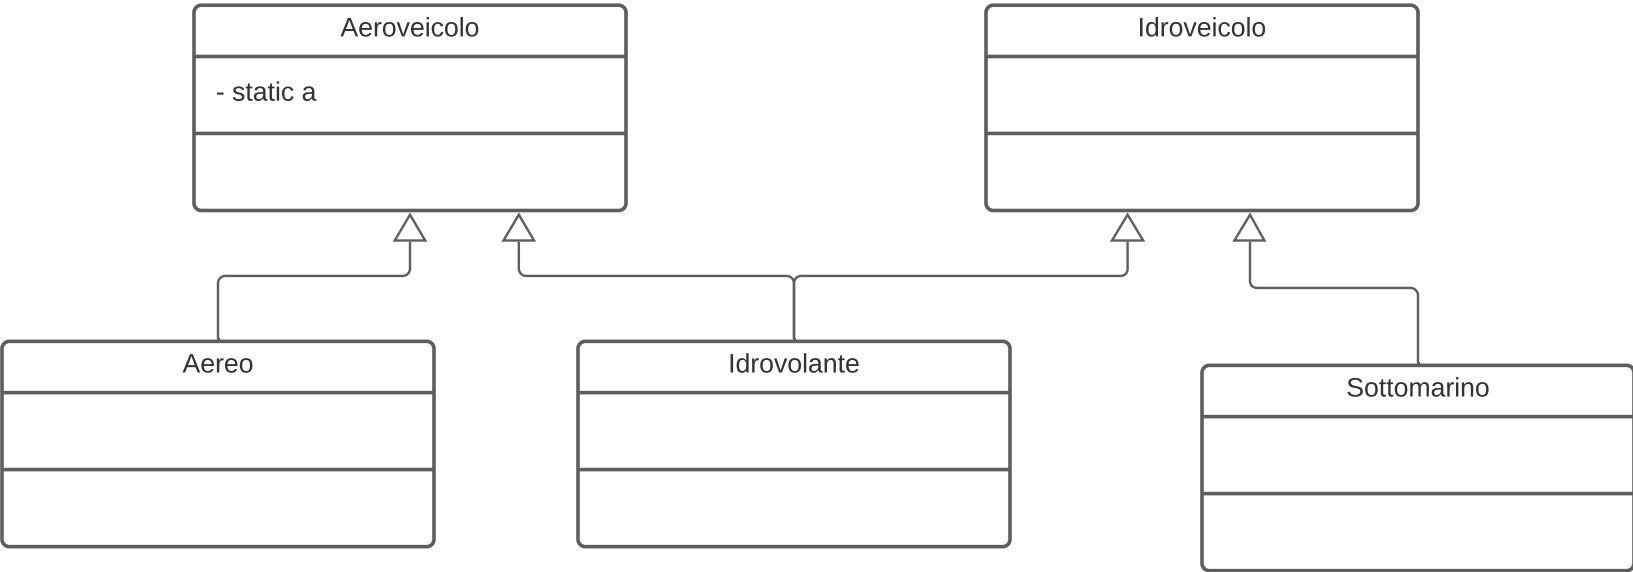 Aeroveicolo
- static a
Idroveicolo
Aereo
Idrovolante
Sottomarino